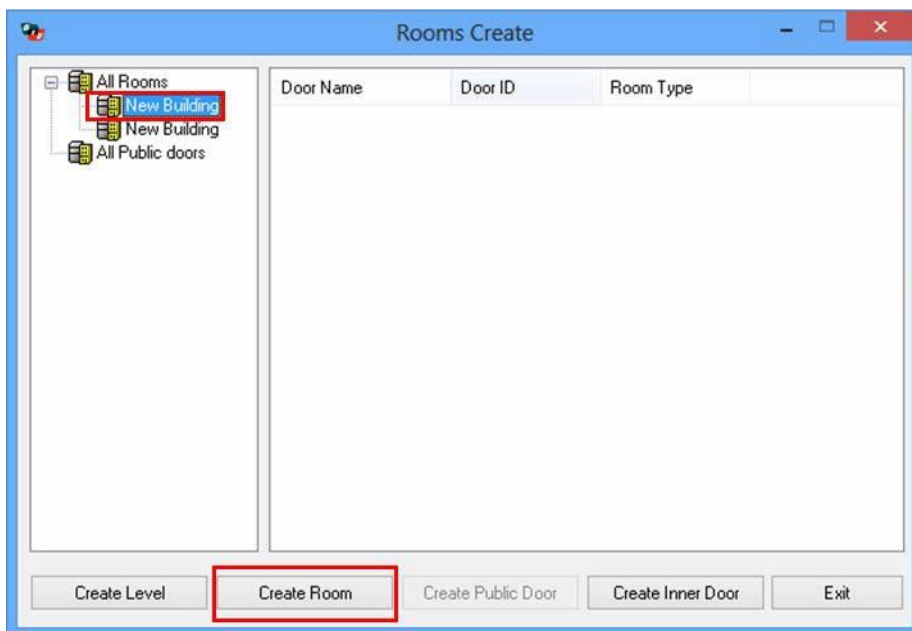 Rooms Create
All Rooms
New Building
New Building
All Public doors
Door Name Door ID Room Type
Create Level Create Room Create Public Door Create Inner Door Exit